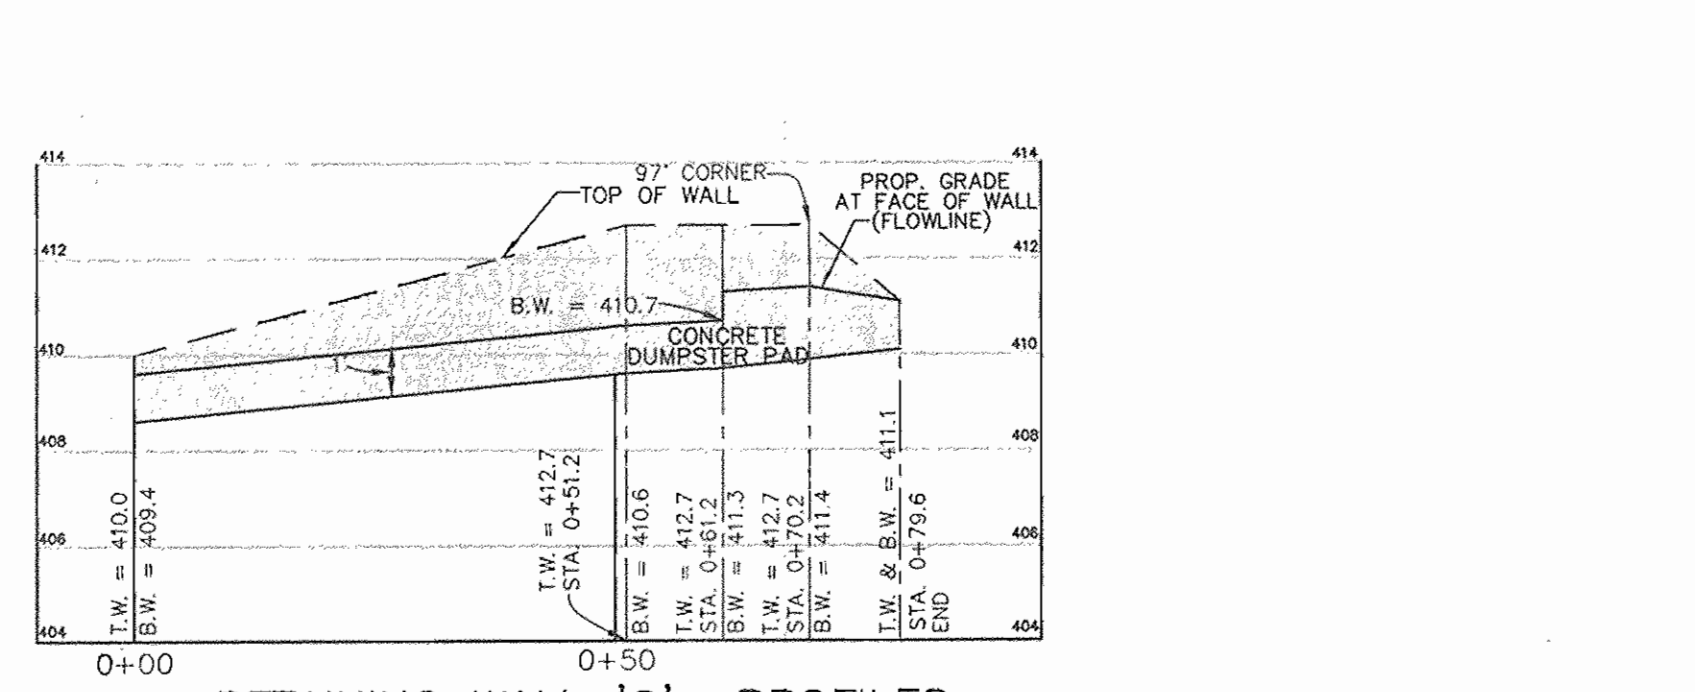 414
414
97° CORNER
TOP OF WALL
PROP. GRADE
AT FACE OF WALL
(FLOWLINE)
412
412
B.W. = 410.7
CONCRETE
DUMPSTER PAD
410
410
1'
408
408
406
406
404
404
T.W. = 410.0
B.W. = 409.4
T.W. = 412.7
STA. 0+51.2
B.W. = 410.6
T.W. = 412.7
STA. 0+61.2
B.W. = 411.3
T.W. = 412.7
STA. 0+70.2
B.W. = 411.4
T.W. & B.W. = 411.1
STA. 0+79.6
END
0+00
0+50